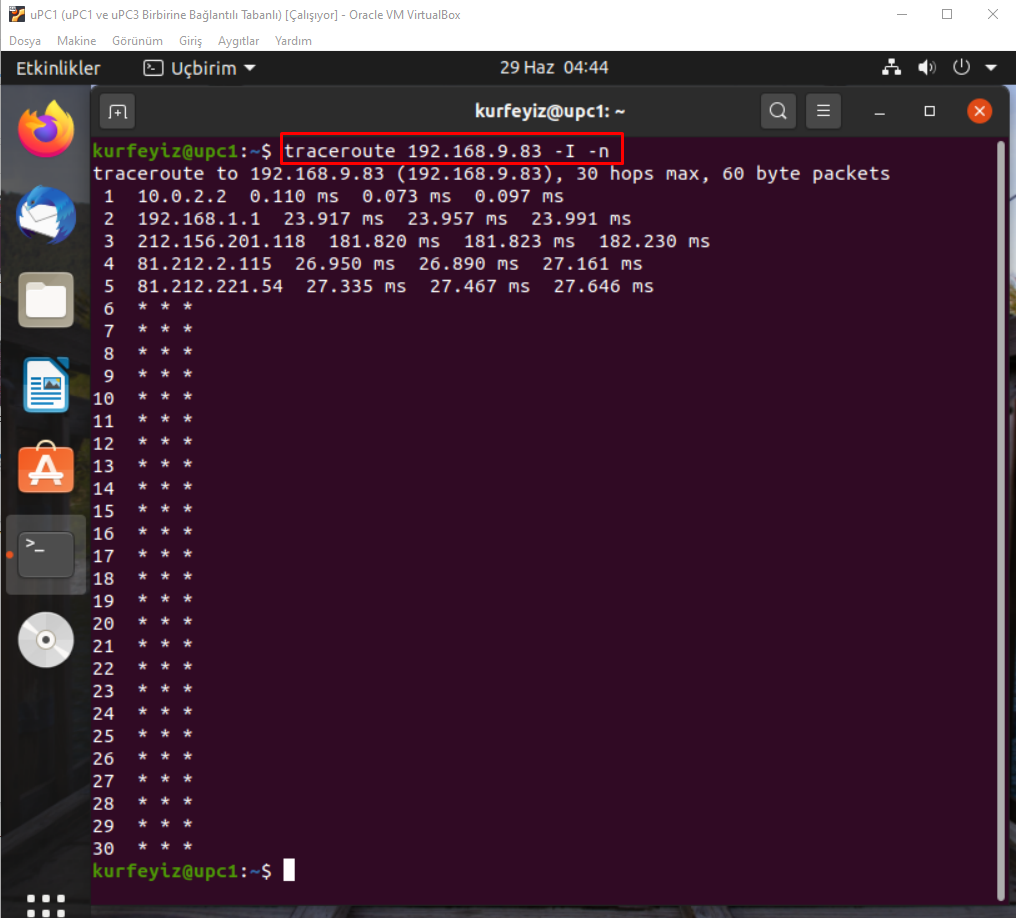 uPC1 (uPC1 ve uPC3 Birbirine Bağlantılı Tabanlı) [Çalışıyor] - Oracle VM VirtualBox
Dosya Makine Görünüm Giriş Aygıtlar Yardım
Etkinlikler Uçbirim 29 Haz 04:44
kurfeyiz@upc1: ~
kurfeyiz@upc1:~$ traceroute 192.168.9.83 -I -n
traceroute to 192.168.9.83 (192.168.9.83), 30 hops max, 60 byte packets
1 10.0.2.2 0.110 ms 0.073 ms 0.097 ms
2 192.168.1.1 23.917 ms 23.957 ms 23.991 ms
3 212.156.201.118 181.820 ms 181.823 ms 182.230 ms
4 81.212.2.115 26.950 ms 26.890 ms 27.161 ms
5 81.212.221.54 27.335 ms 27.467 ms 27.646 ms
6 * * *
7 * * *
8 * * *
9 * * *
10 * * *
11 * * *
12 * * *
13 * * *
14 * * *
15 * * *
16 * * *
17 * * *
18 * * *
19 * * *
20 * * *
21 * * *
22 * * *
23 * * *
24 * * *
25 * * *
26 * * *
27 * * *
28 * * *
29 * * *
30 * * *
kurfeyiz@upc1:~$